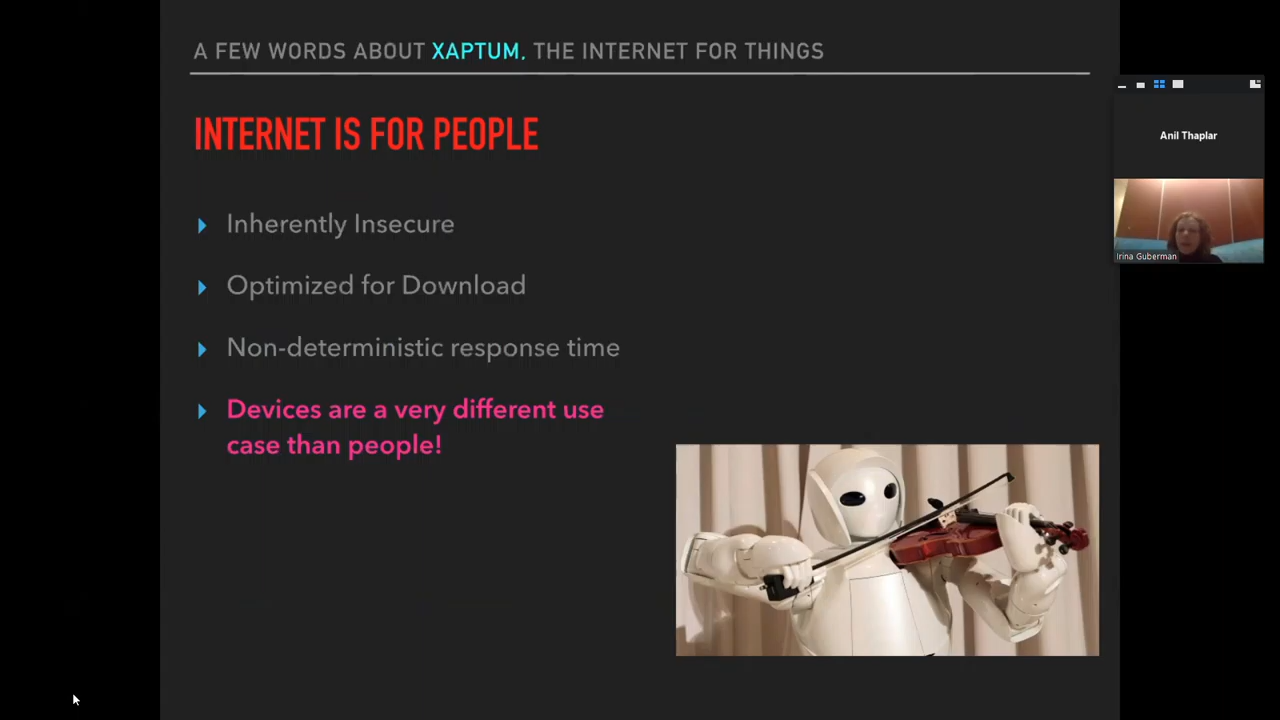 A FEW WORDS ABOUT XAPTUM, THE INTERNET FOR THINGS
INTERNET IS FOR PEOPLE
Inherently Insecure
Optimized for Download
Non-deterministic response time
Devices are a very different use
case than people!
Anil Thaplar
Irina Guberman